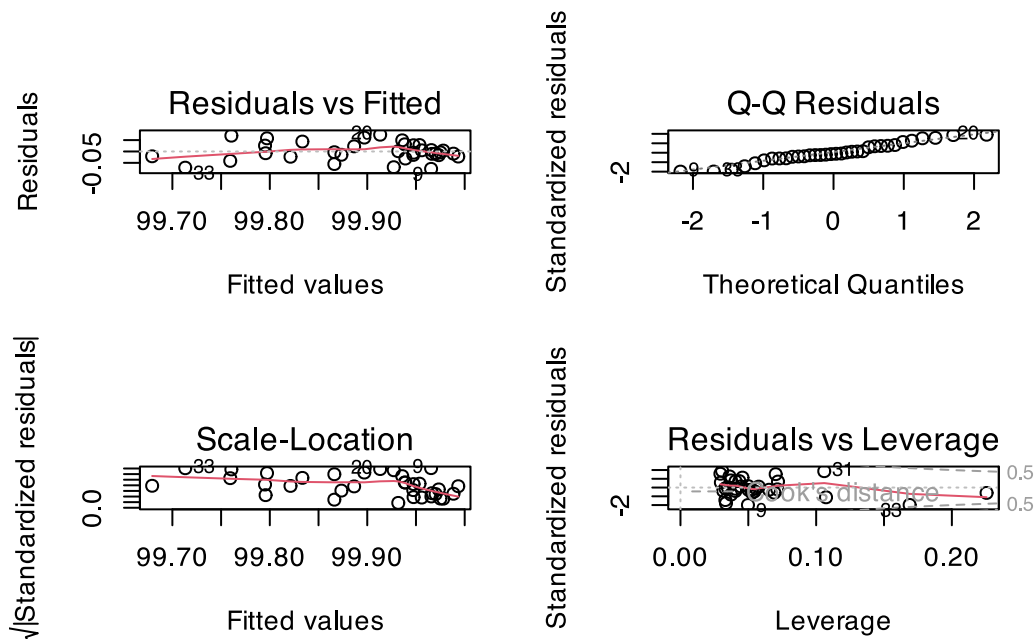 Residuals vs Fitted
Residuals
-0.05
20
33
9
99.70 99.80 99.90
Fitted values
Q-Q Residuals
Standardized residuals
-2
20
9 33
-2 -1 0 1 2
Theoretical Quantiles
Scale-Location
√|Standardized residuals|
0.0
33 20 9
99.70 99.80 99.90
Fitted values
Residuals vs Leverage
Standardized residuals
-2
31
0.5
Cook's distance
0.5
9
33
0.00 0.10 0.20
Leverage